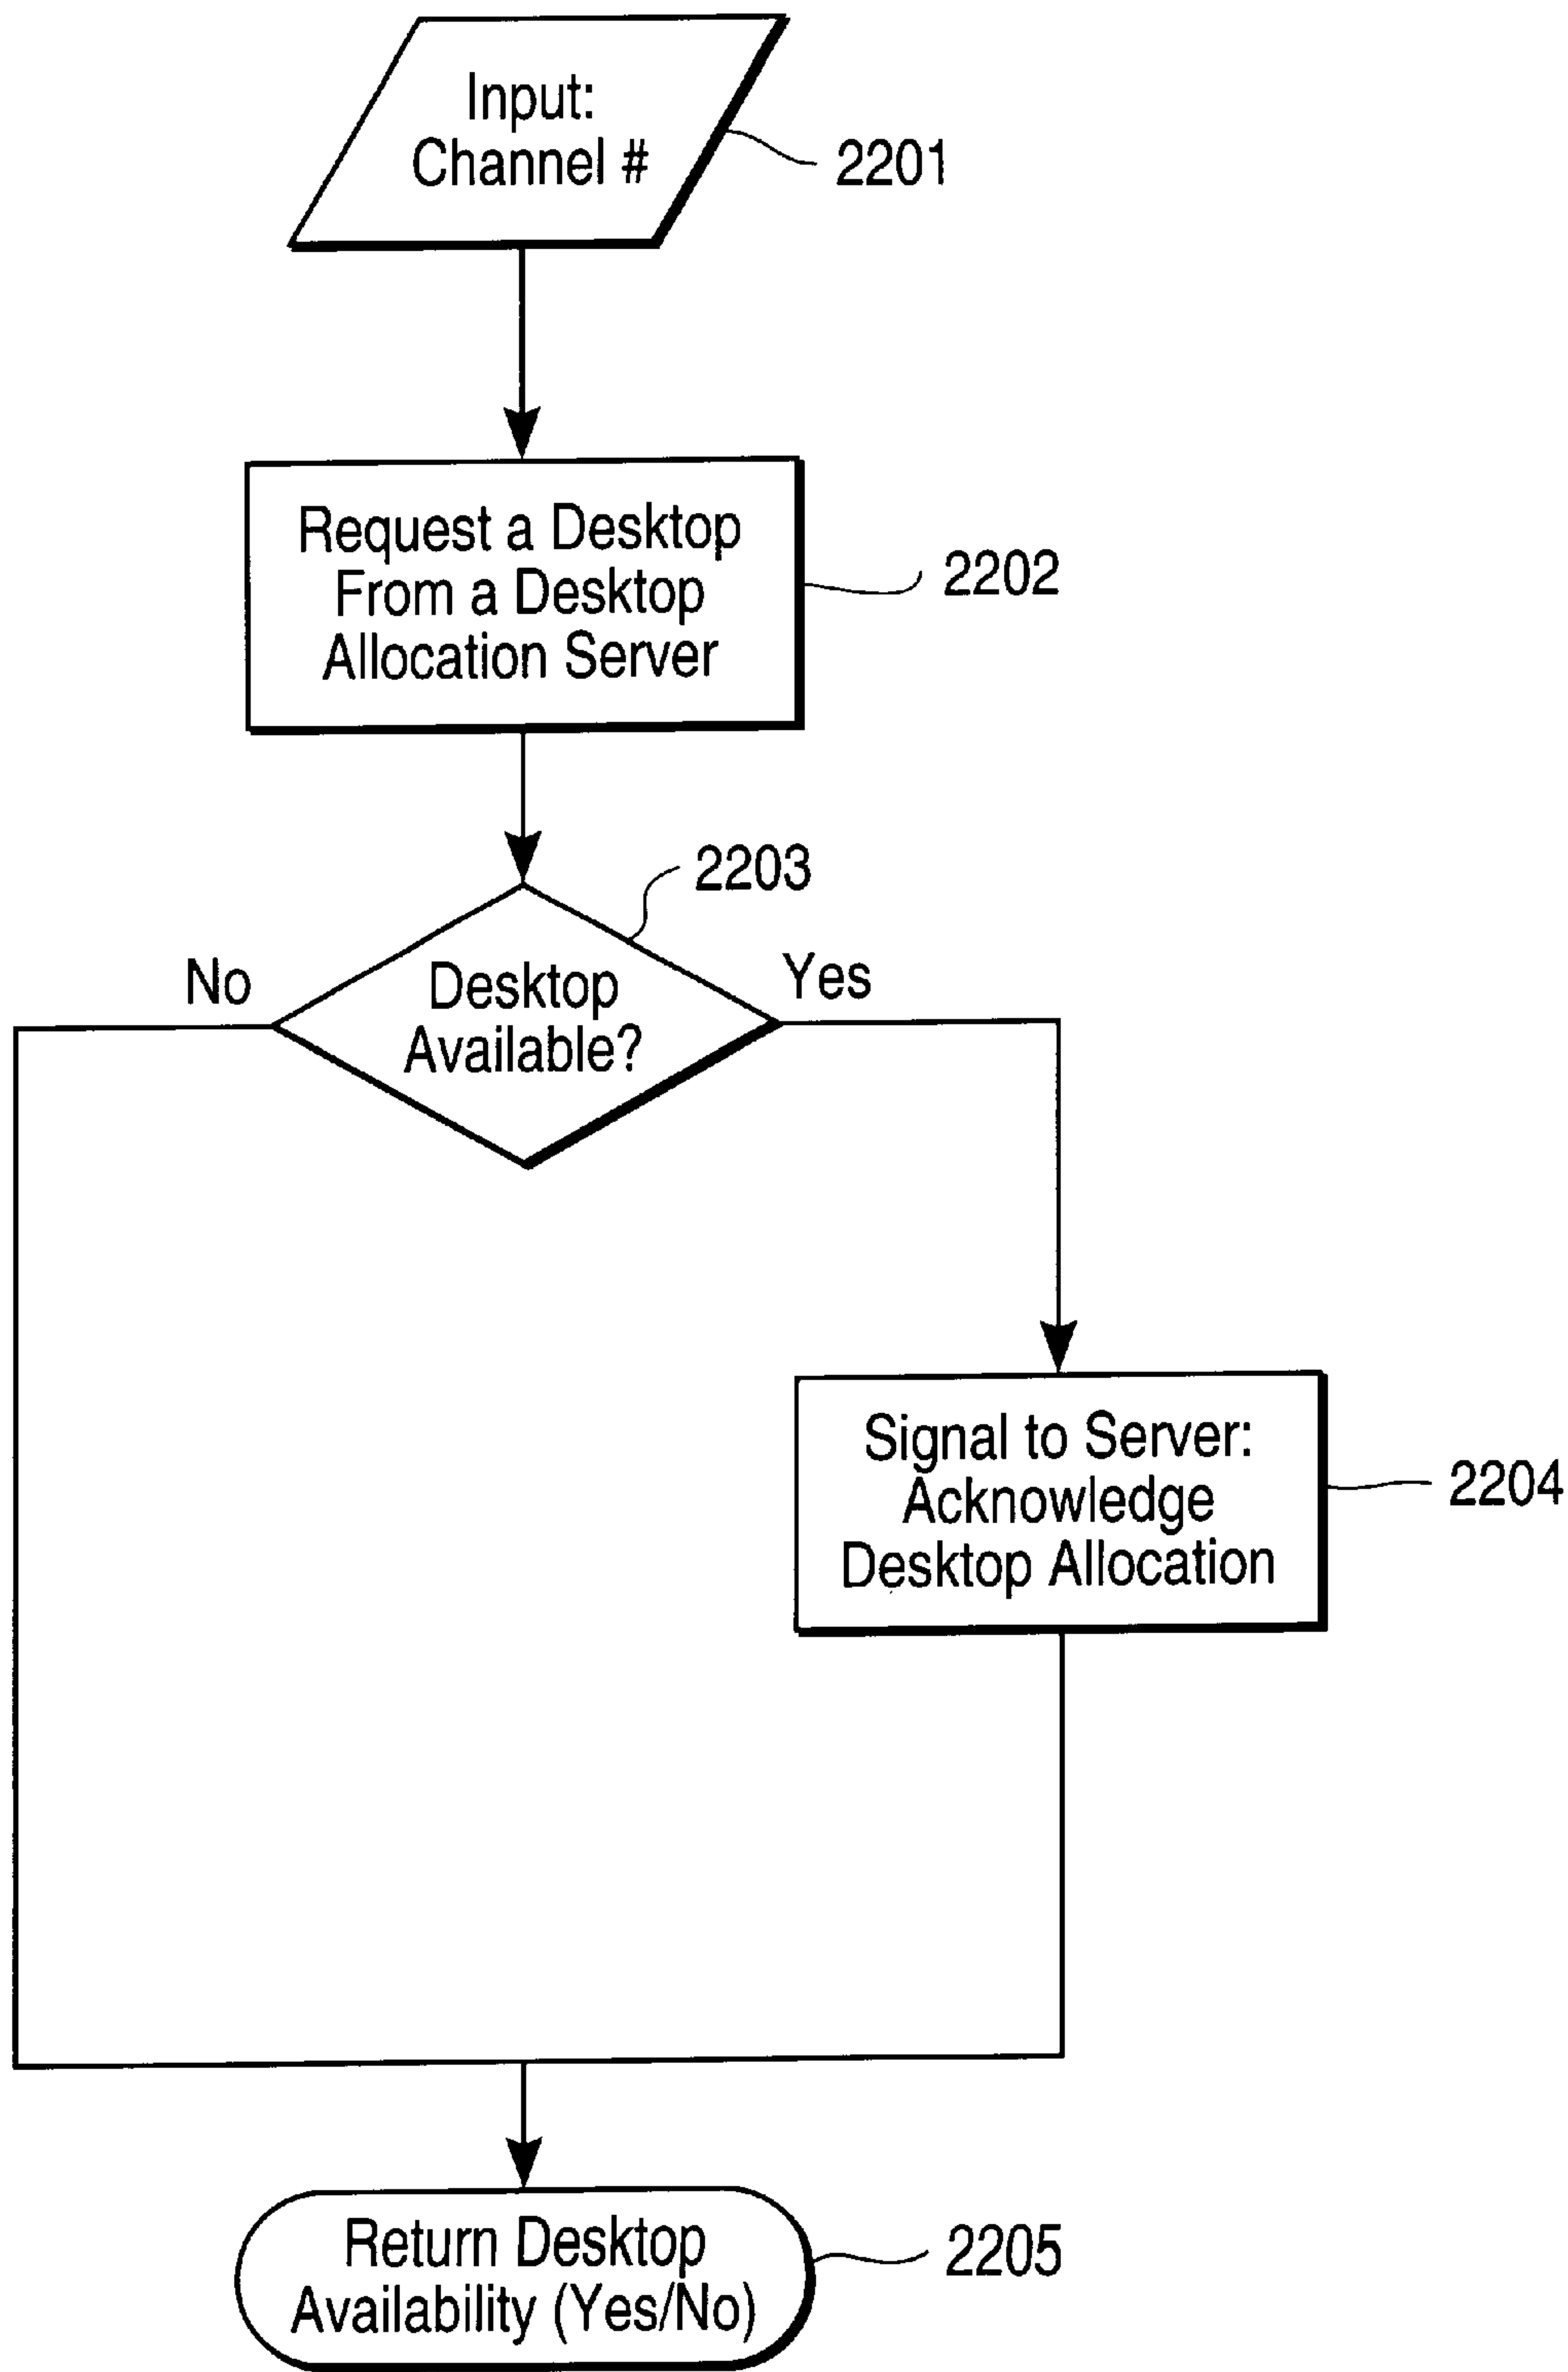 Input:
Channel #
2201
Request a Desktop
From a Desktop
Allocation Server
2202
2203
No
Desktop
Available?
Yes
Signal to Server:
Acknowledge
Desktop Allocation
2204
Return Desktop
Availability (Yes/No)
2205